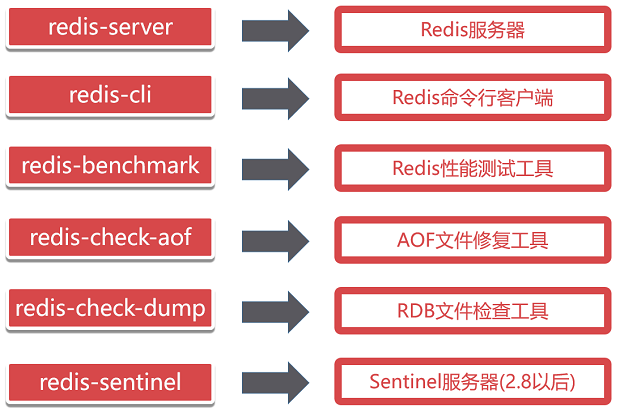 redis-server Redis服务器
redis-cli Redis命令行客户端
redis-benchmark Redis性能测试工具
redis-check-aof AOF文件修复工具
redis-check-dump RDB文件检查工具
redis-sentinel Sentinel服务器(2.8以后)